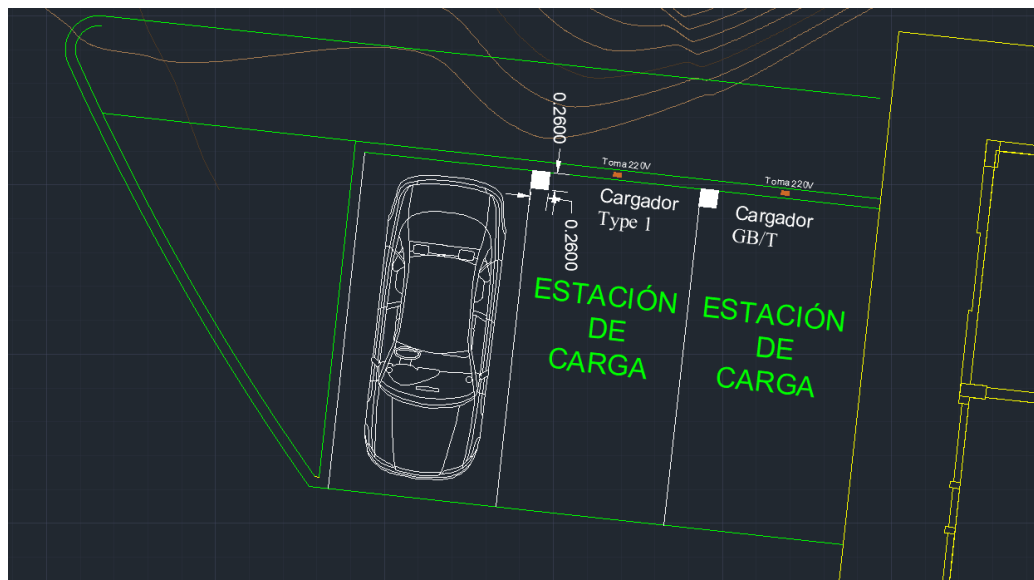 0.2600
Toma 220V
Toma 220V
Cargador
Type 1
Cargador
GB/T
0.2600
ESTACIÓN
DE
CARGA
ESTACIÓN
DE
CARGA